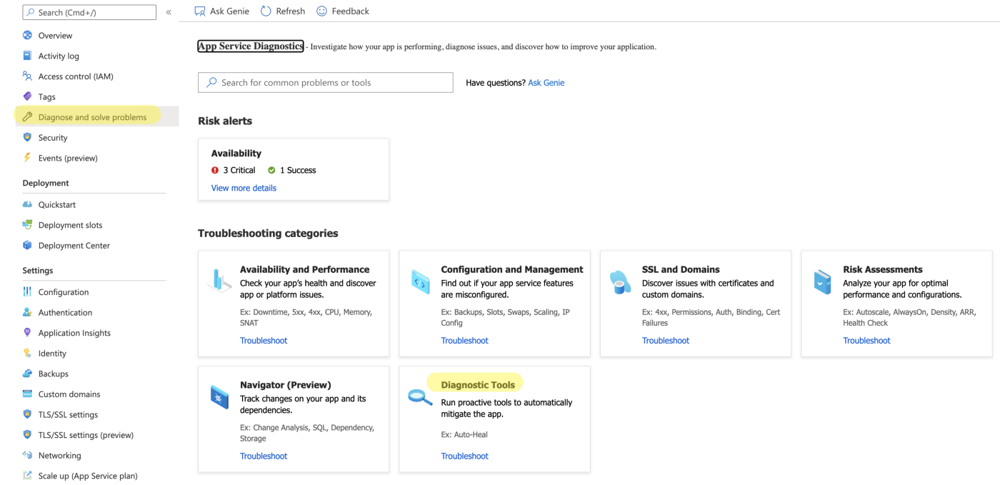 Search (Cmd+/)
«
Overview
Activity log
Access control (IAM)
Tags
Diagnose and solve problems
Security
Events (preview)
Deployment
Quickstart
Deployment slots
Deployment Center
Settings
Configuration
Authentication
Application Insights
Identity
Backups
Custom domains
TLS/SSL settings
TLS/SSL settings (preview)
Networking
Scale up (App Service plan)
Ask Genie Refresh Feedback
App Service Diagnostics - Investigate how your app is performing, diagnose issues, and discover how to improve your application.
Search for common problems or tools
Have questions? Ask Genie
Risk alerts
Availability
3 Critical 1 Success
View more details
Troubleshooting categories
Availability and Performance
Check your app's health and discover
app or platform issues.
Ex: Downtime, 5xx, 4xx, CPU, Memory,
SNAT
Troubleshoot
Configuration and Management
Find out if your app service features
are misconfigured.
Ex: Backups, Slots, Swaps, Scaling, IP
Config
Troubleshoot
SSL and Domains
Discover issues with certificates and
custom domains.
Ex: 4xx, Permissions, Auth, Binding, Cert
Failures
Troubleshoot
Risk Assessments
Analyze your app for optimal
performance and configurations.
Ex: Autoscale, AlwaysOn, Density, ARR,
Health Check
Troubleshoot
Navigator (Preview)
Track changes on your app and its
dependencies.
Ex: Change Analysis, SQL, Dependency,
Storage
Troubleshoot
Diagnostic Tools
Run proactive tools to automatically
mitigate the app.
Ex: Auto-Heal
Troubleshoot